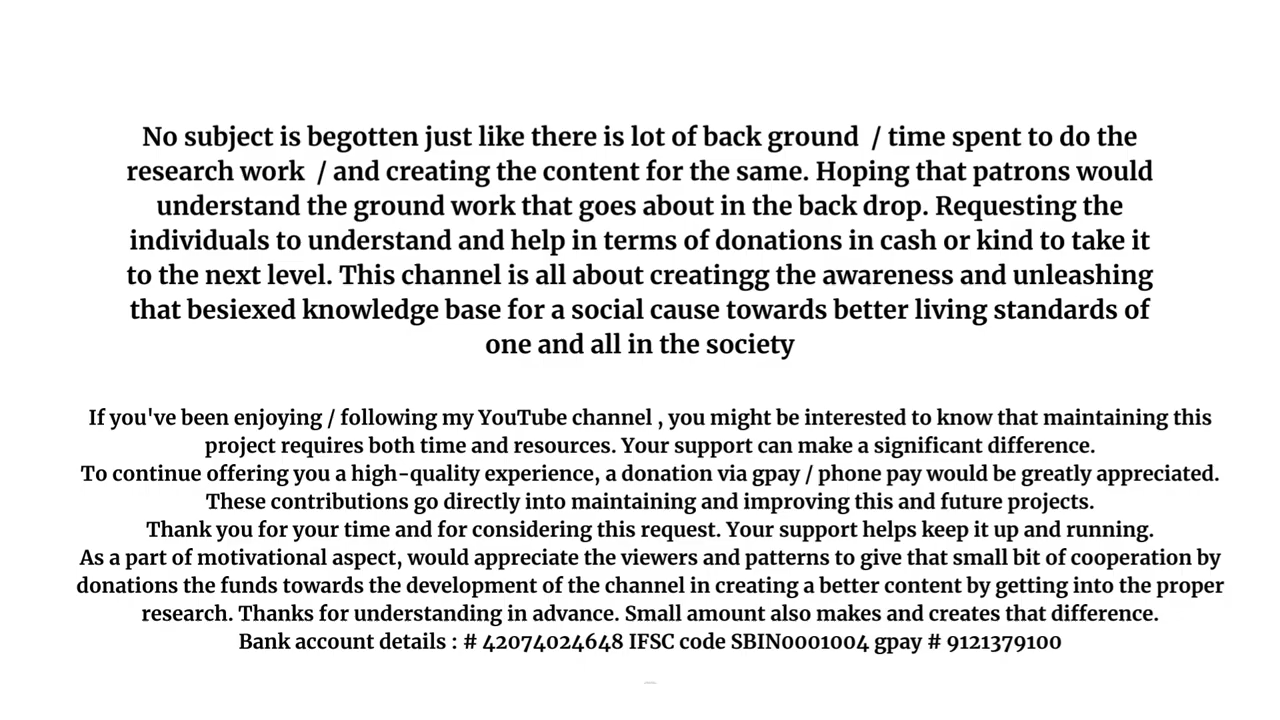 No subject is begotten just like there is lot of back ground / time spent to do the
research work / and creating the content for the same. Hoping that patrons would
understand the ground work that goes about in the back drop. Requesting the
individuals to understand and help in terms of donations in cash or kind to take it
to the next level. This channel is all about creatingg the awareness and unleashing
that besiexed knowledge base for a social cause towards better living standards of
one and all in the society
If you've been enjoying / following my YouTube channel , you might be interested to know that maintaining this
project requires both time and resources. Your support can make a significant difference.
To continue offering you a high-quality experience, a donation via gpay / phone pay would be greatly appreciated.
These contributions go directly into maintaining and improving this and future projects.
Thank you for your time and for considering this request. Your support helps keep it up and running.
As a part of motivational aspect, would appreciate the viewers and patterns to give that small bit of cooperation by
donations the funds towards the development of the channel in creating a better content by getting into the proper
research. Thanks for understanding in advance. Small amount also makes and creates that difference.
Bank account details : # 42074024648 IFSC code SBIN0001004 gpay # 9121379100